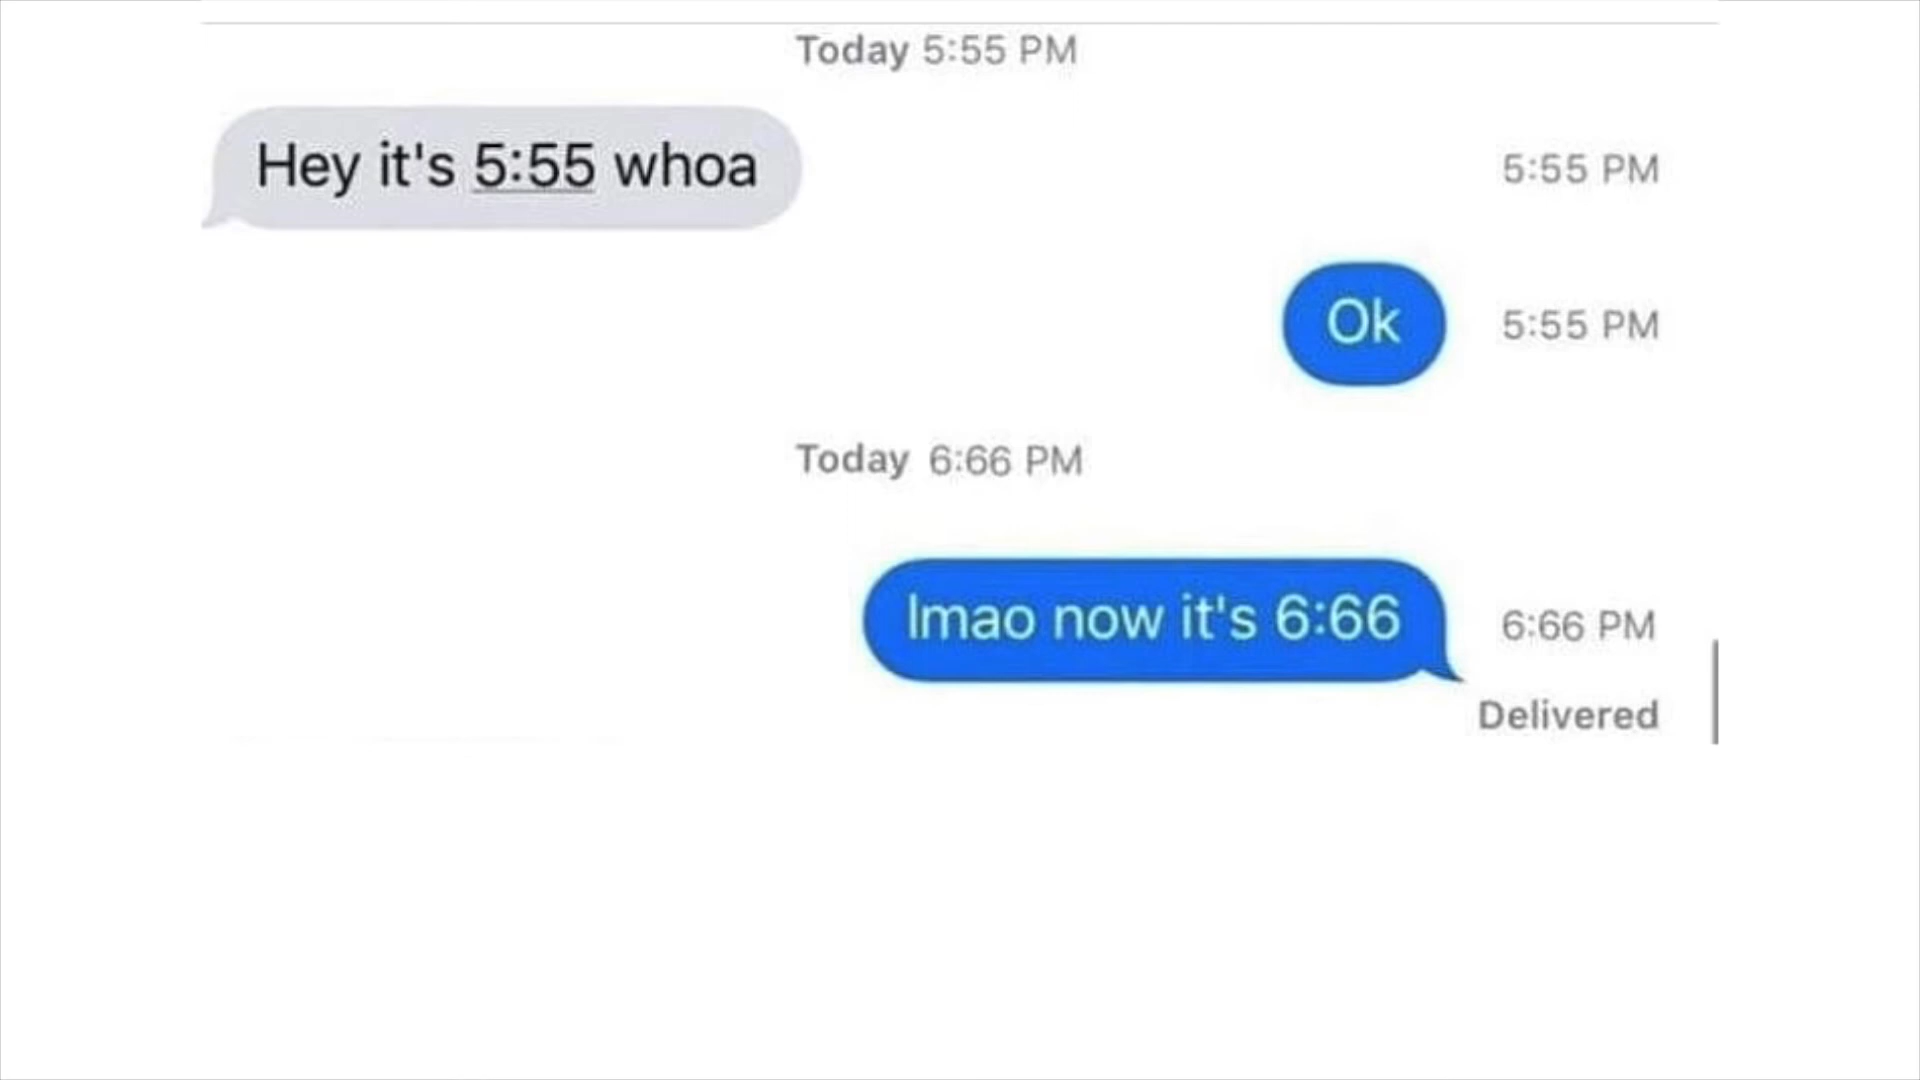 Today 5:55 PM
Hey it's 5:55 whoa
5:55 PM
Ok
5:55 PM
Today 6:66 PM
lmao now it's 6:66
6:66 PM
Delivered